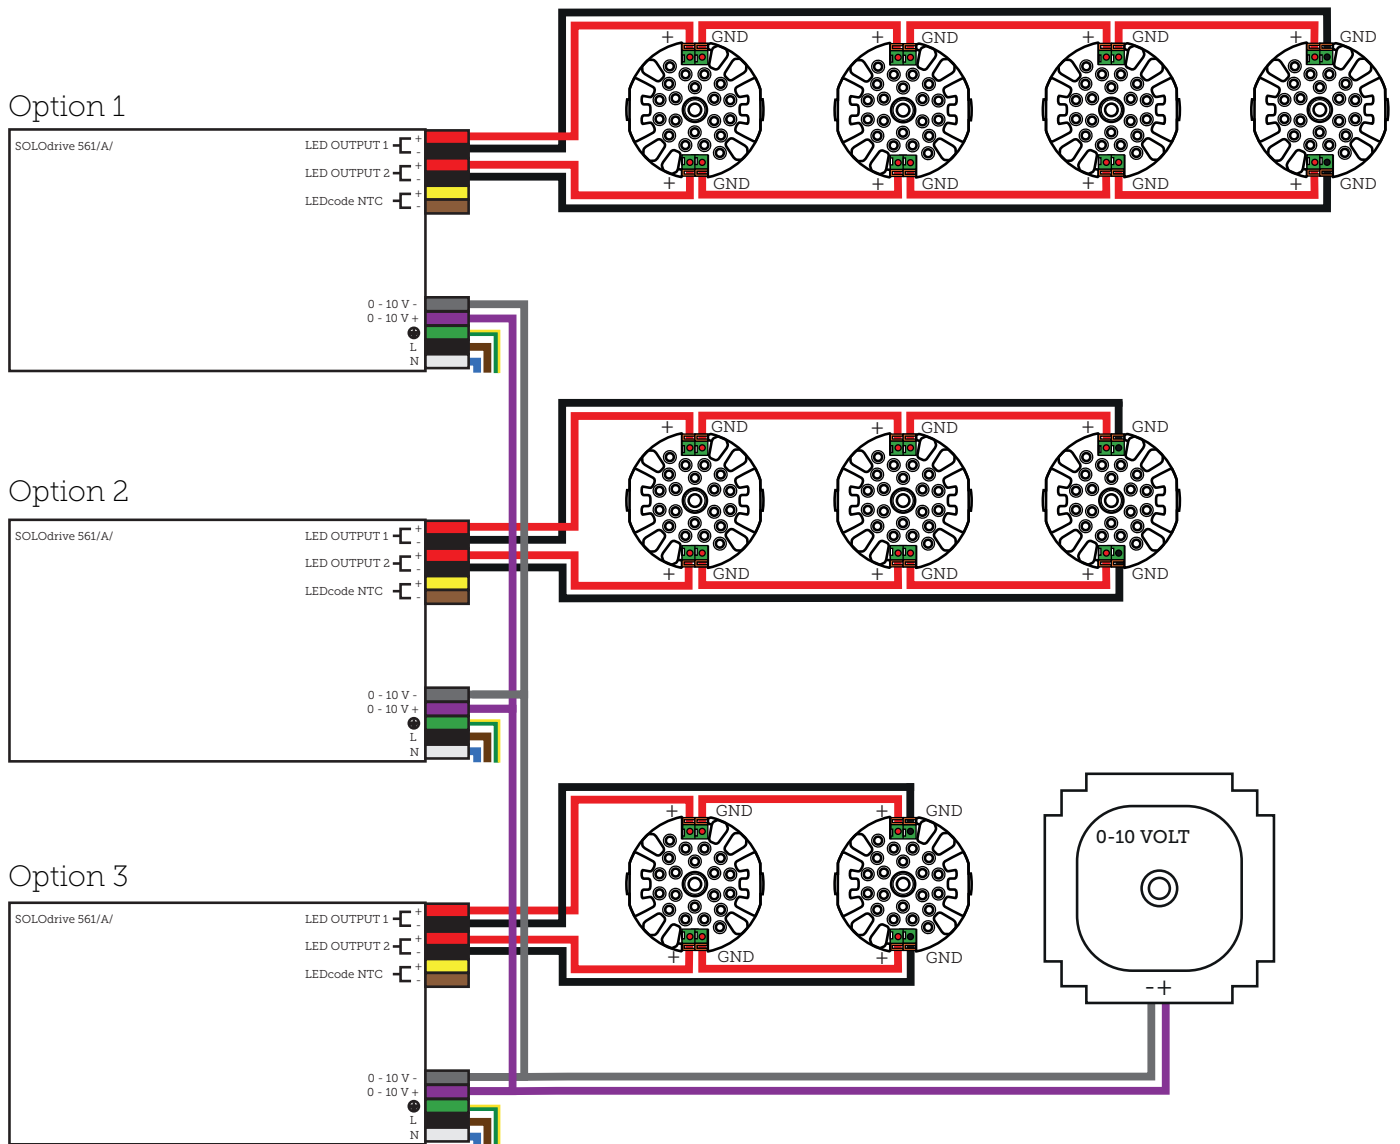 + GND + GND + GND + GND
Option 1
SOLOdrive 561/A/
LED OUTPUT 1 + -
LED OUTPUT 2 + -
LEDcode NTC + -
+ GND + GND + GND + GND
0 - 10 V -
0 - 10 V +
L
N
+ GND + GND + GND
Option 2
SOLOdrive 561/A/
LED OUTPUT 1 + -
LED OUTPUT 2 + -
LEDcode NTC + -
+ GND + GND + GND
0 - 10 V -
0 - 10 V +
L
N
+ GND + GND
0-10 VOLT
Option 3
SOLOdrive 561/A/
LED OUTPUT 1 + -
LED OUTPUT 2 + -
LEDcode NTC + -
+ GND + GND
-+
0 - 10 V -
0 - 10 V +
L
N